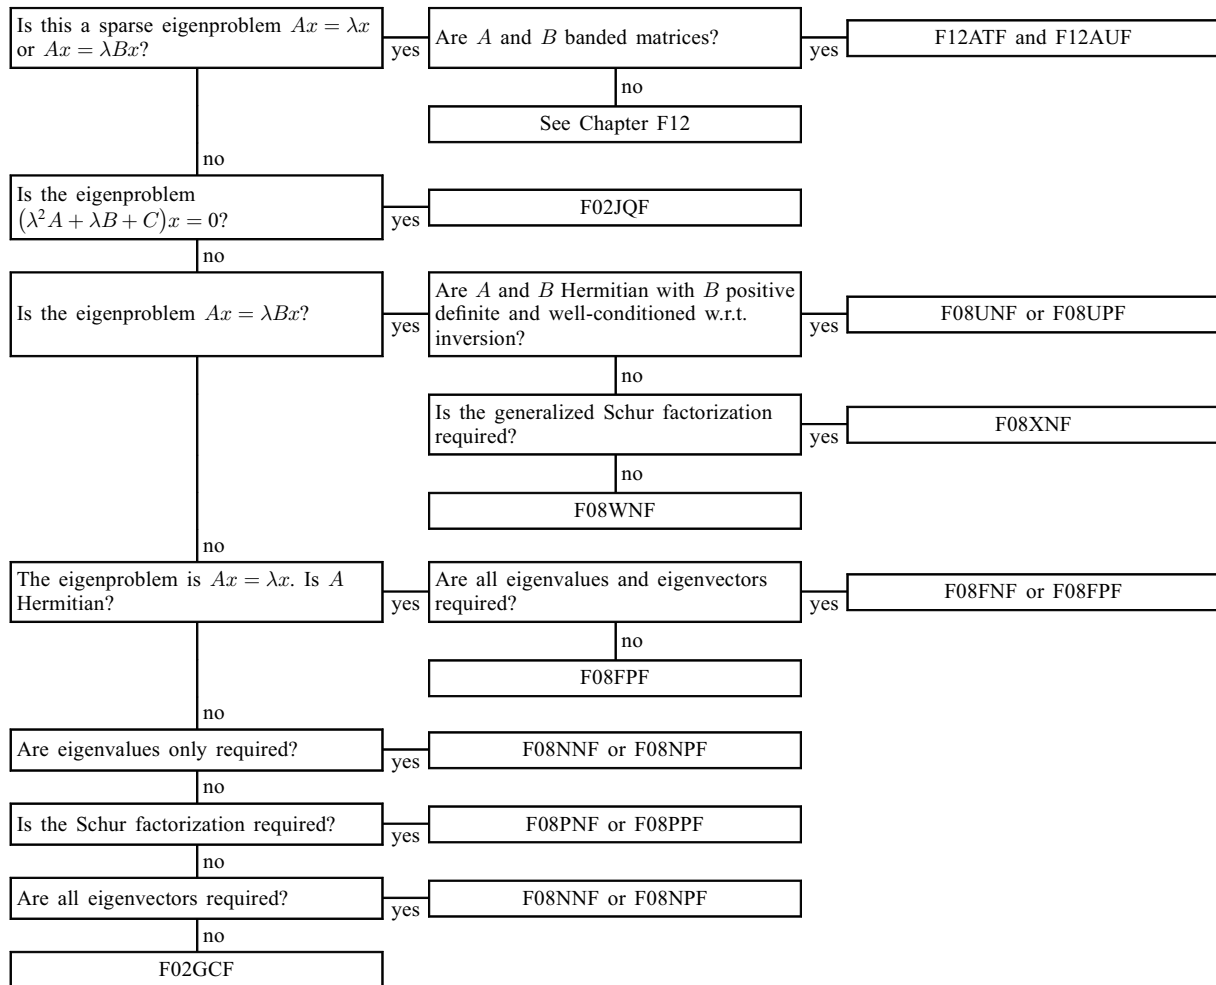 Is this a sparse eigenproblem Ax = λx
or Ax = λBx?
yes
Are A and B banded matrices?
yes
F12ATF and F12AUF
no
See Chapter F12
no
Is the eigenproblem
(λ²A + λB + C)x = 0?
yes
F02JQF
no
Is the eigenproblem Ax = λBx?
yes
Are A and B Hermitian with B positive
definite and well-conditioned w.r.t.
inversion?
yes
F08UNF or F08UPF
no
Is the generalized Schur factorization
required?
yes
F08XNF
no
F08WNF
no
The eigenproblem is Ax = λx. Is A
Hermitian?
yes
Are all eigenvalues and eigenvectors
required?
yes
F08FNF or F08FPF
no
F08FPF
no
Are eigenvalues only required?
yes
F08NNF or F08NPF
no
Is the Schur factorization required?
yes
F08PNF or F08PPF
no
Are all eigenvectors required?
yes
F08NNF or F08NPF
no
F02GCF